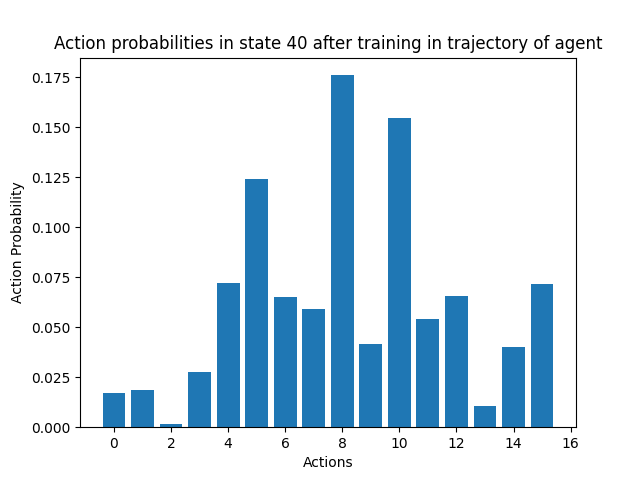 Action probabilities in state 40 after training in trajectory of agent
0.175
0.150
0.125
0.100
0.075
0.050
0.025
0.000
Action Probability
0 2 4 6 8 10 12 14 16
Actions